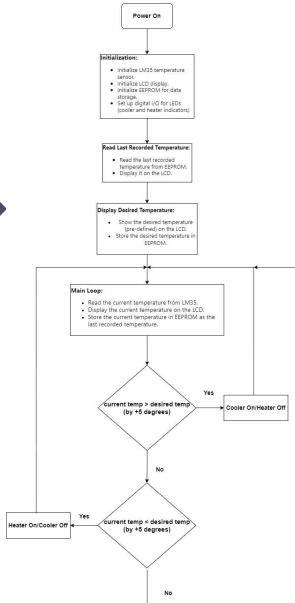 Power On
Initialization:
Initialize LM35 temperature
sensor.
Initialize LCD display.
Initialize EEPROM for data
storage.
Set up digital I/O for LEDs
(cooler and heater indicators)
Read Last Recorded Temperature:
Read the last recorded
temperature from EEPROM.
Display it on the LCD.
Display Desired Temperature:
Show the desired temperature
(pre-defined) on the LCD.
Store the desired temperature in
EEPROM.
Main Loop:
Read the current temperature from LM35.
Display the current temperature on the LCD.
Store the current temperature in EEPROM as the
last recorded temperature.
current temp > desired temp
(by +5 degrees)
Yes
Cooler On/Heater Off
No
current temp < desired temp
(by +5 degrees)
Yes
Heater On/Cooler Off
No